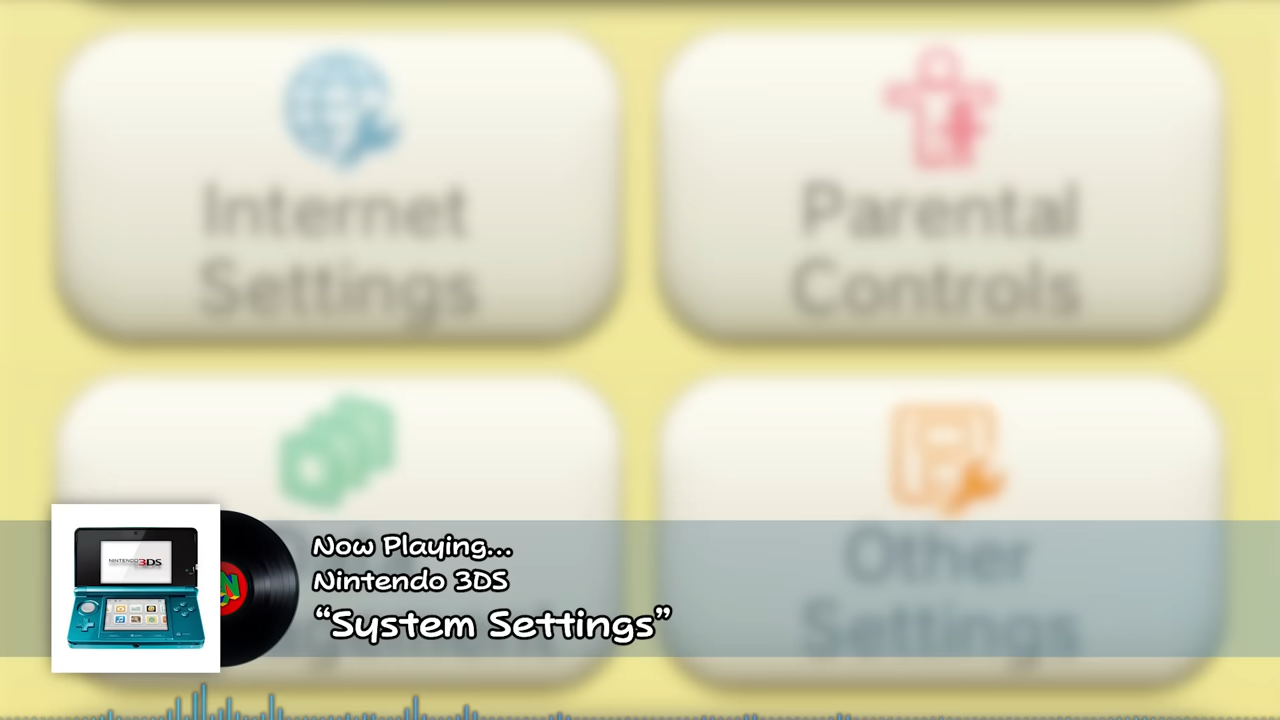 Internet
Settings
Parental
Controls
Other
Settings
NINTENDO 3DS
N
Now Playing...
Nintendo 3DS
“System Settings”